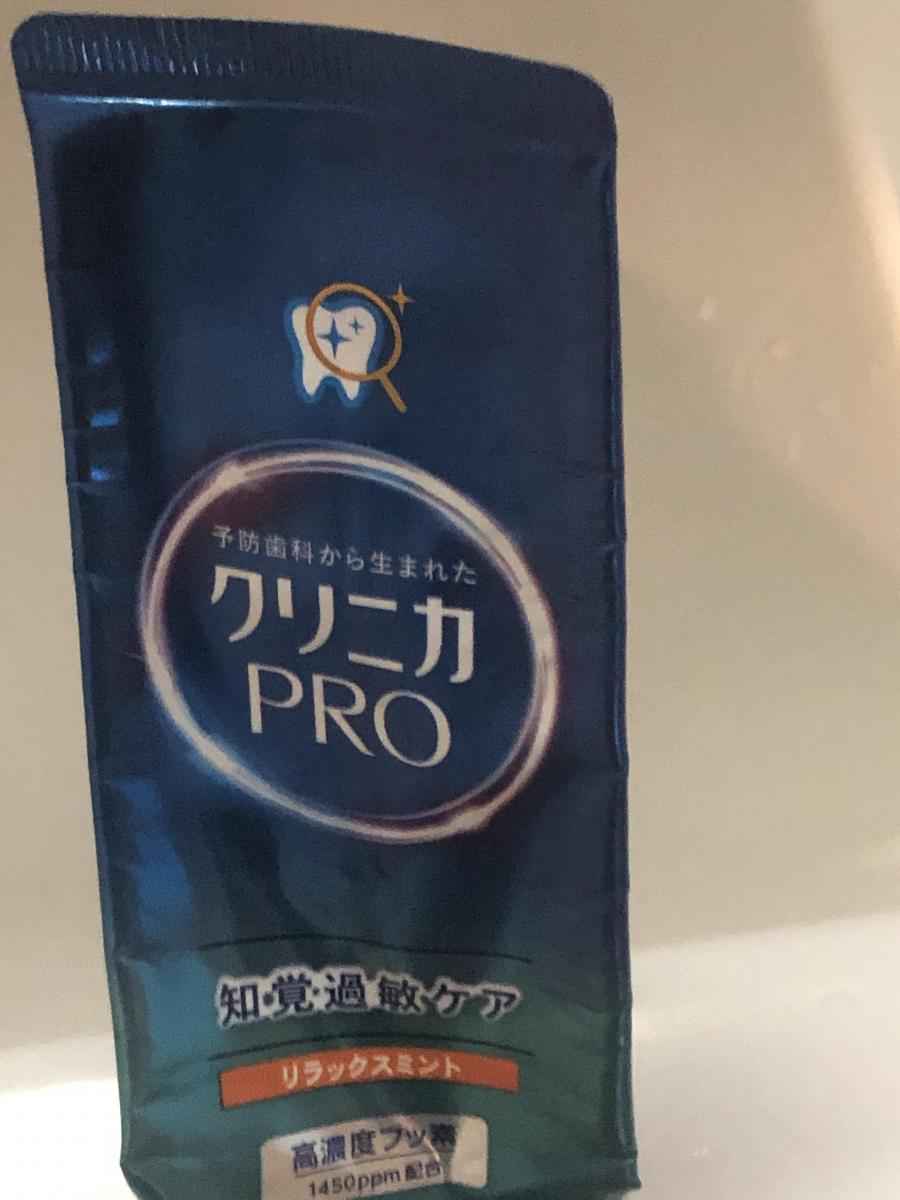 予防歯科から生まれた
クリニカ
PRO
知覚過敏ケア
リラックスミント
高濃度フッ素
1450ppm配合